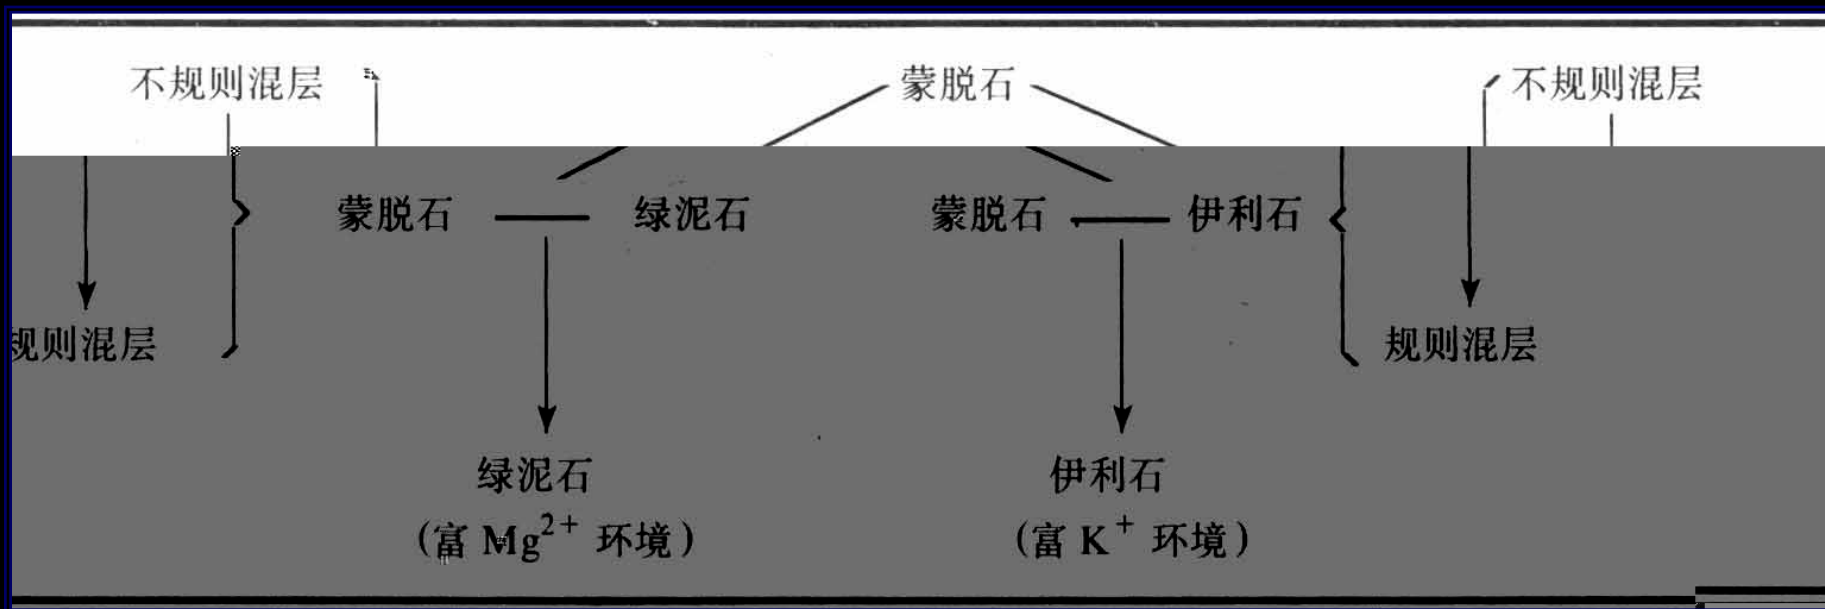 不规则混层 蒙脱石 不规则混层
蒙脱石 — 绿泥石 蒙脱石 — 伊利石
规则混层 规则混层
绿泥石 伊利石
(富 Mg²⁺ 环境) (富 K⁺ 环境)